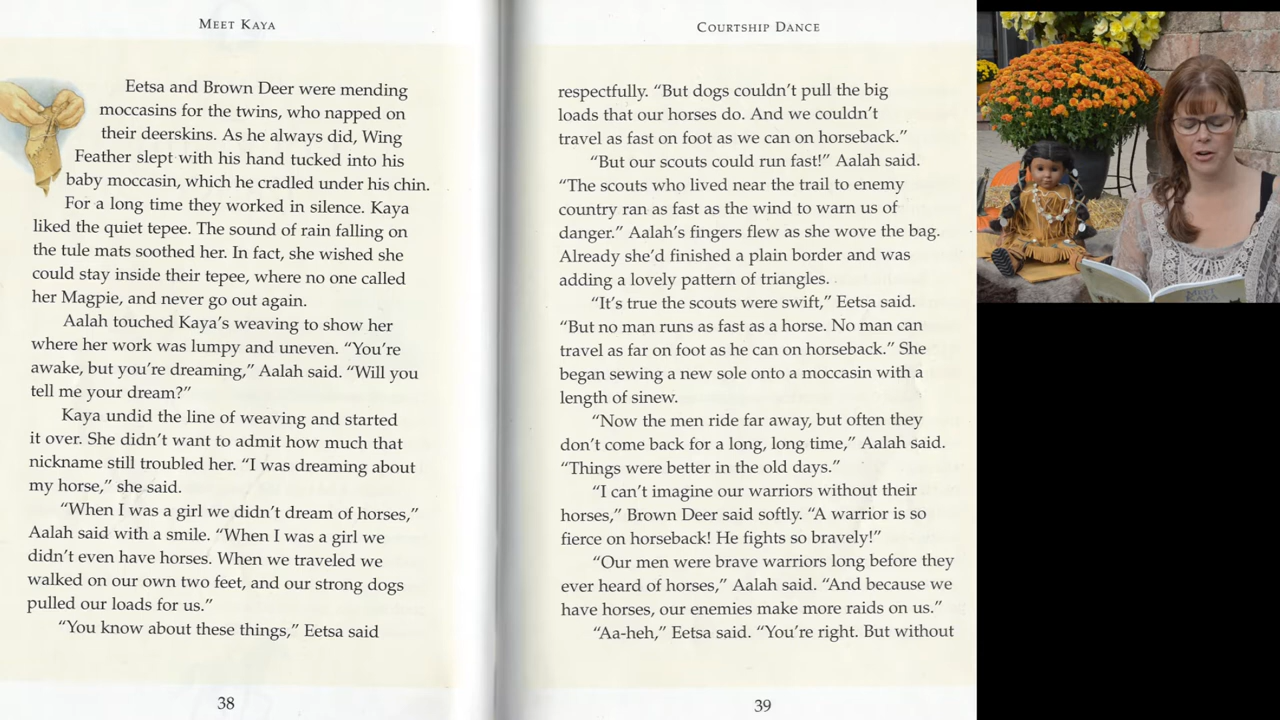 MEET KAYA
Eetsa and Brown Deer were mending
moccasins for the twins, who napped on
their deerskins. As he always did, Wing
Feather slept with his hand tucked into his
baby moccasin, which he cradled under his chin.
For a long time they worked in silence. Kaya
liked the quiet tepee. The sound of rain falling on
the tule mats soothed her. In fact, she wished she
could stay inside their tepee, where no one called
her Magpie, and never go out again.
Aalah touched Kaya’s weaving to show her
where her work was lumpy and uneven. “You’re
awake, but you’re dreaming,” Aalah said. “Will you
tell me your dream?”
Kaya undid the line of weaving and started
it over. She didn’t want to admit how much that
nickname still troubled her. “I was dreaming about
my horse,” she said.
“When I was a girl we didn’t dream of horses,”
Aalah said with a smile. “When I was a girl we
didn’t even have horses. When we traveled we
walked on our own two feet, and our strong dogs
pulled our loads for us.”
“You know about these things,” Eetsa said
38
COURTSHIP DANCE
respectfully. “But dogs couldn’t pull the big
loads that our horses do. And we couldn’t
travel as fast on foot as we can on horseback.”
“But our scouts could run fast!” Aalah said.
“The scouts who lived near the trail to enemy
country ran as fast as the wind to warn us of
danger.” Aalah’s fingers flew as she wove the bag.
Already she’d finished a plain border and was
adding a lovely pattern of triangles.
“It’s true the scouts were swift,” Eetsa said.
“But no man runs as fast as a horse. No man can
travel as far on foot as he can on horseback.” She
began sewing a new sole onto a moccasin with a
length of sinew.
“Now the men ride far away, but often they
don’t come back for a long, long time,” Aalah said.
“Things were better in the old days.”
“I can’t imagine our warriors without their
horses,” Brown Deer said softly. “A warrior is so
fierce on horseback! He fights so bravely!”
“Our men were brave warriors long before they
ever heard of horses,” Aalah said. “And because we
have horses, our enemies make more raids on us.”
“Aa-heh,” Eetsa said. “You’re right. But without
39
MEET
KAYA